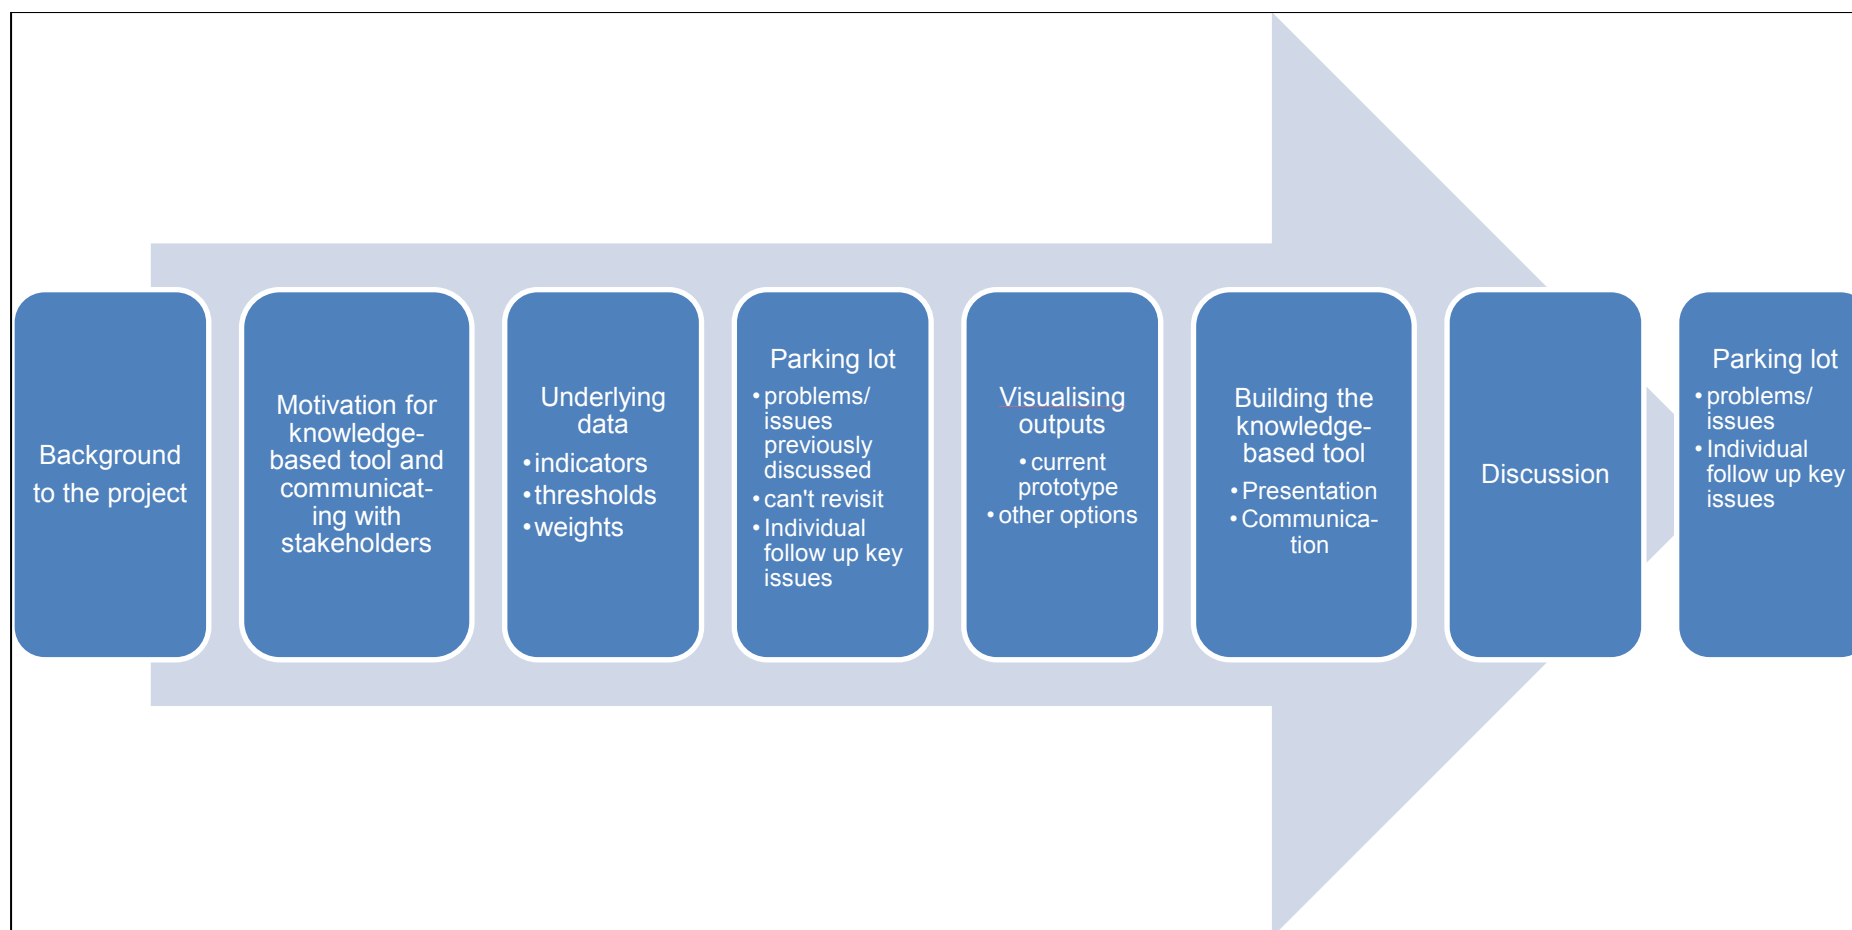 Background
to the project
Motivation for
knowledge-
based tool and
communicat-
ing with
stakeholders
Underlying
data
• indicators
• thresholds
• weights
Parking lot
• problems/
issues
previously
discussed
• can't revisit
• Individual
follow up key
issues
Visualising
outputs
• current
prototype
• other options
Building the
knowledge-
based tool
• Presentation
• Communica-
tion
Discussion
Parking lot
• problems/
issues
• Individual
follow up key
issues